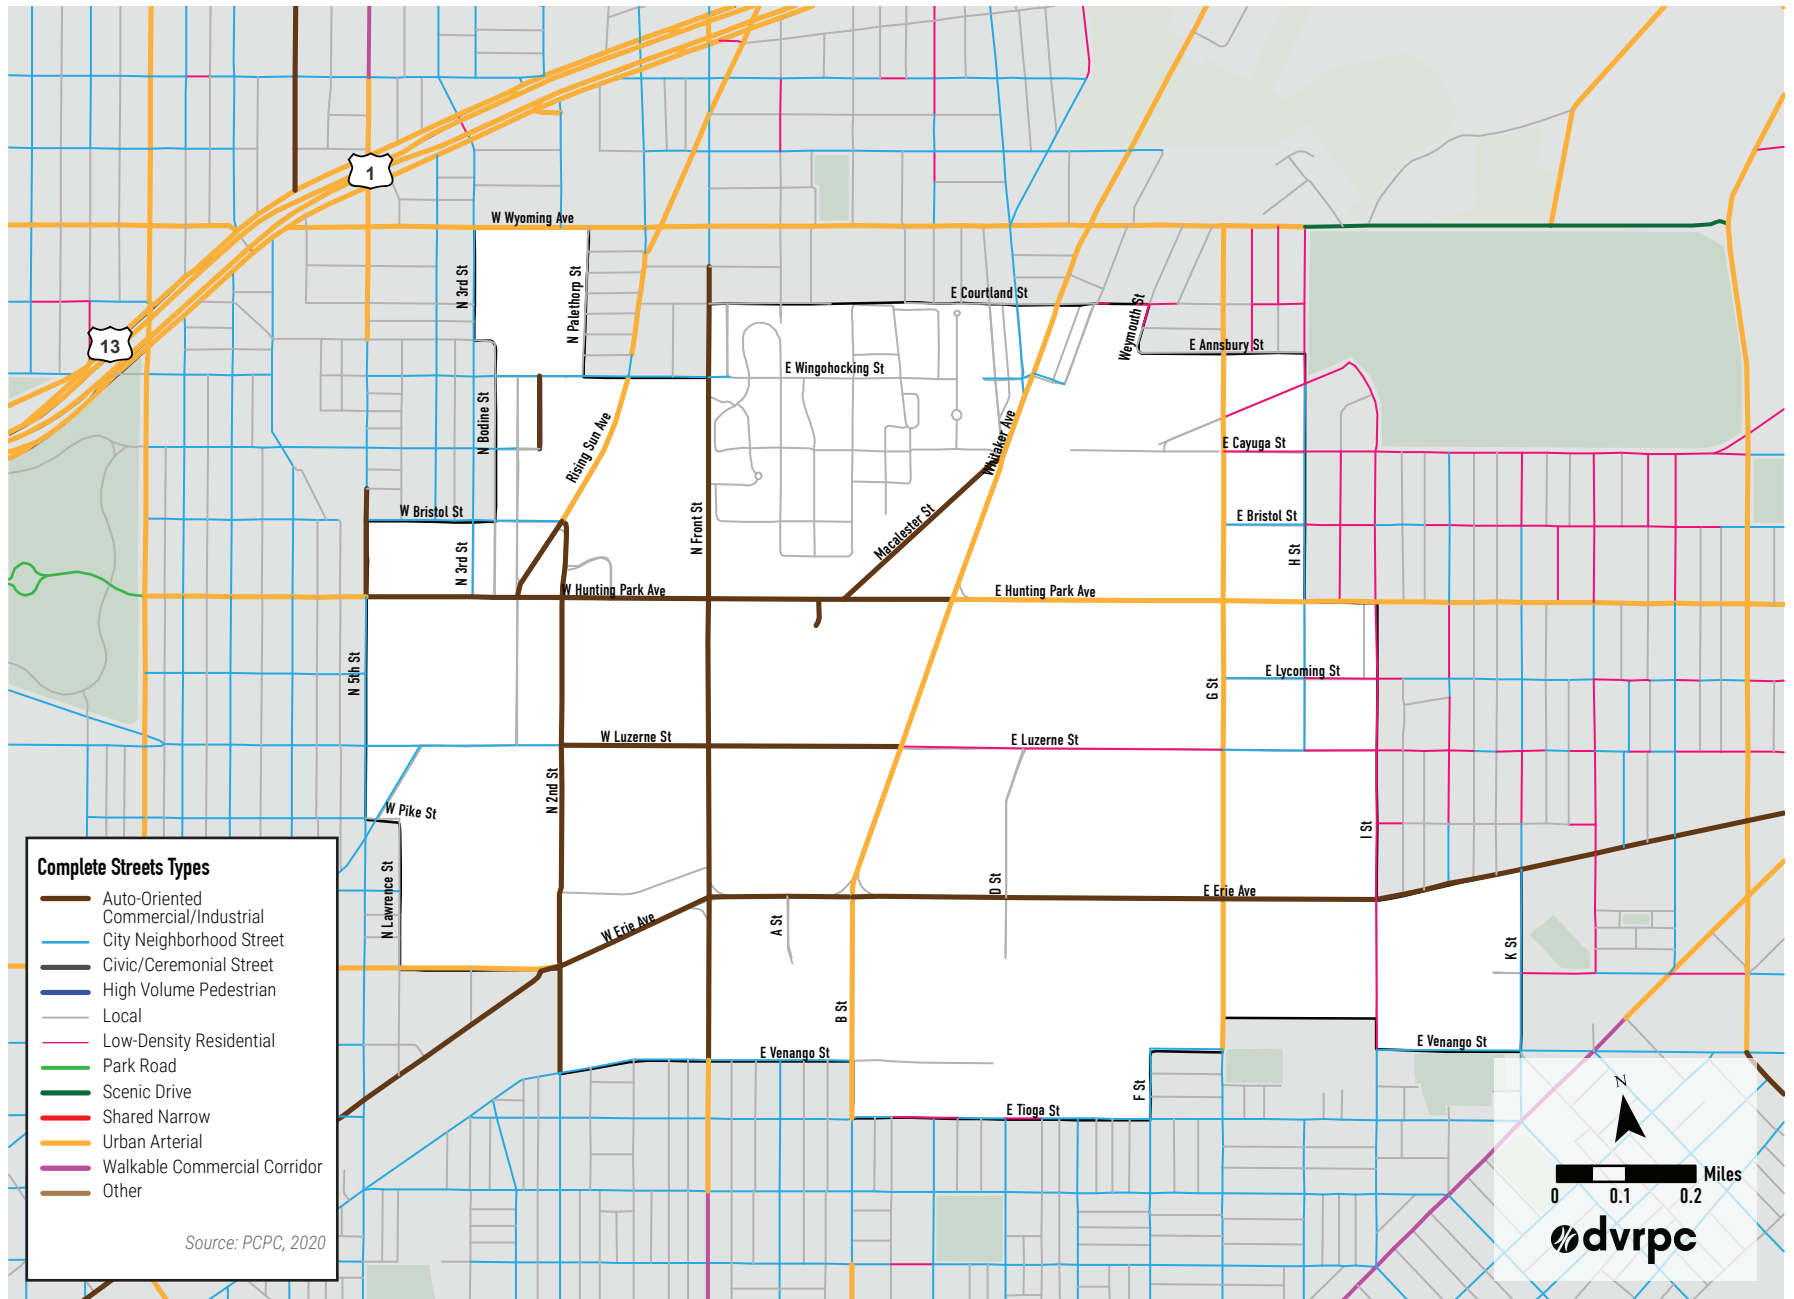 1
W Wyoming Ave
N 3rd St
N Palethorp St
E Courtland St
Weymouth St
13
E Annsbury St
E Wingohocking St
N Bodine St
Rising Sun Ave
Whitaker Ave
E Cayuga St
W Bristol St
N Front St
Macalester St
E Bristol St
N 3rd St
H St
W Hunting Park Ave
E Hunting Park Ave
N 5th St
E Lycoming St
G St
W Luzerne St
E Luzerne St
N 2nd St
W Pike St
I St
N Lawrence St
D St
E Erie Ave
W Erie Ave
A St
K St
B St
E Venango St
E Venango St
F St
E Tioga St
Complete Streets Types
Auto-Oriented
Commercial/Industrial
City Neighborhood Street
Civic/Ceremonial Street
High Volume Pedestrian
Local
Low-Density Residential
Park Road
Scenic Drive
Shared Narrow
Urban Arterial
Walkable Commercial Corridor
Other
Source: PCPC, 2020
N
Miles
0 0.1 0.2
dvrpc